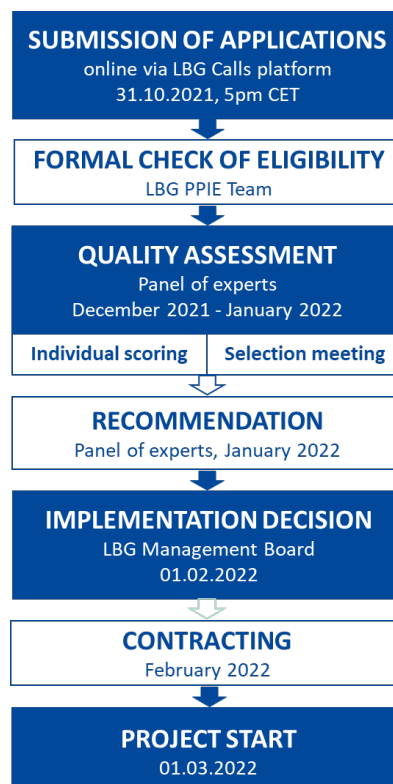 SUBMISSION OF APPLICATIONS
online via LBG Calls platform
31.10.2021, 5pm CET
FORMAL CHECK OF ELIGIBILITY
LBG PPIE Team
QUALITY ASSESSMENT
Panel of experts
December 2021 - January 2022
Individual scoring
Selection meeting
RECOMMENDATION
Panel of experts, January 2022
IMPLEMENTATION DECISION
LBG Management Board
01.02.2022
CONTRACTING
February 2022
PROJECT START
01.03.2022